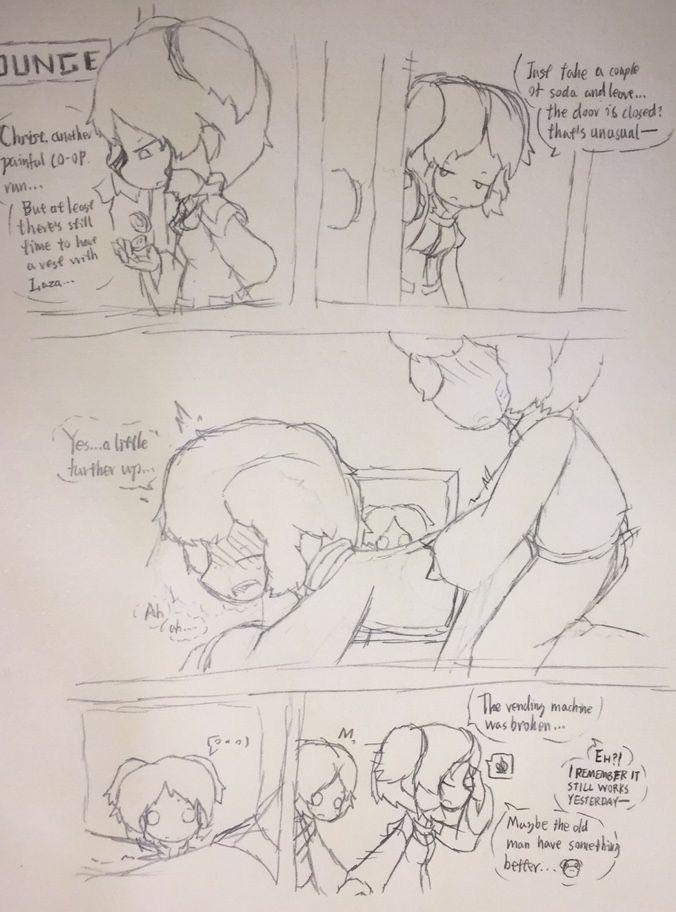 OUNGE
Christ, another
painful CO-OP
run...
But at least
there's still
time to have
a rest with
Laza...
Just take a couple
of soda and leave...
the door is closed?
that's unusual—
Yes...a little
further up...
Ah
ah...
(...)
The vending machine
was broken...
EH?!
I REMEMBER IT
STILL WORKS
YESTERDAY—
Maybe the old
man have something
better...